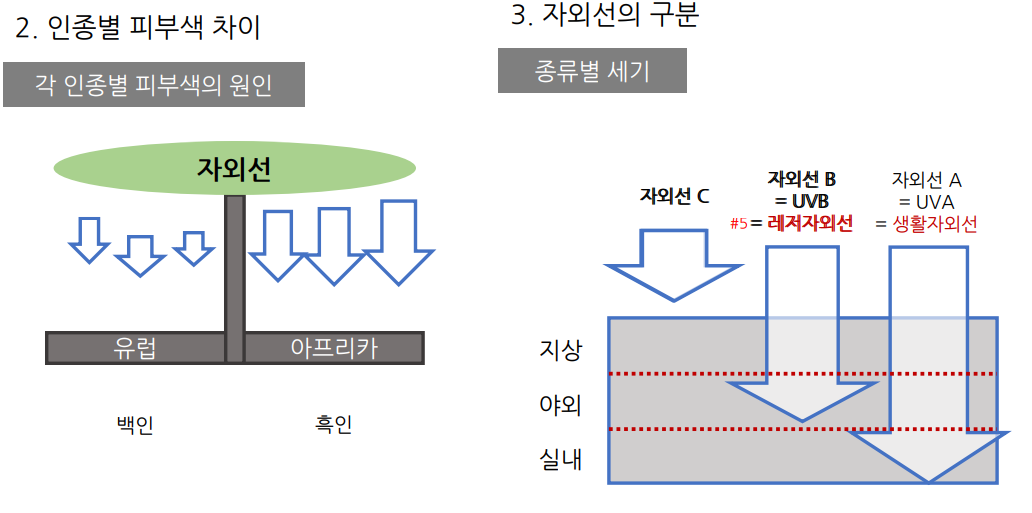 2. 인종별 피부색 차이
각 인종별 피부색의 원인
자외선
유럽
아프리카
백인
흑인
3. 자외선의 구분
종류별 세기
자외선 C
자외선 B
= UVB
#5 = 레저자외선
자외선 A
= UVA
= 생활자외선
지상
야외
실내